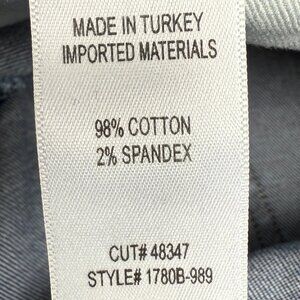 MADE IN TURKEY
IMPORTED MATERIALS
98% COTTON
2% SPANDEX
CUT# 48347
STYLE# 1780B-989